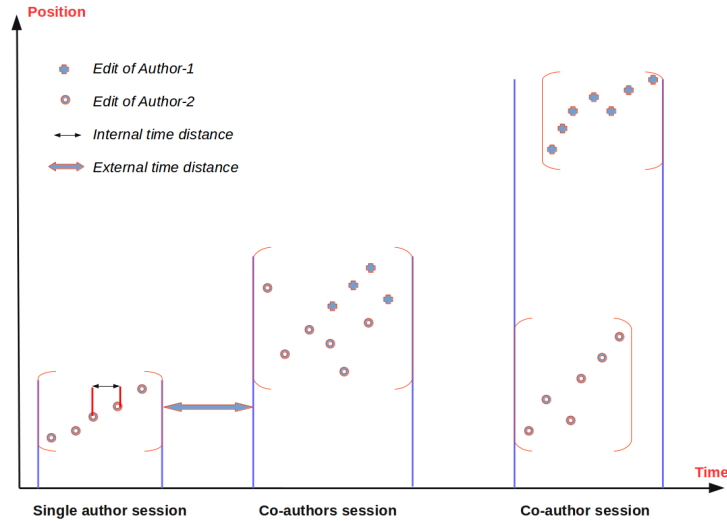 Position
Edit of Author-1
Edit of Author-2
Internal time distance
External time distance
Time
Single author session
Co-authors session
Co-author session